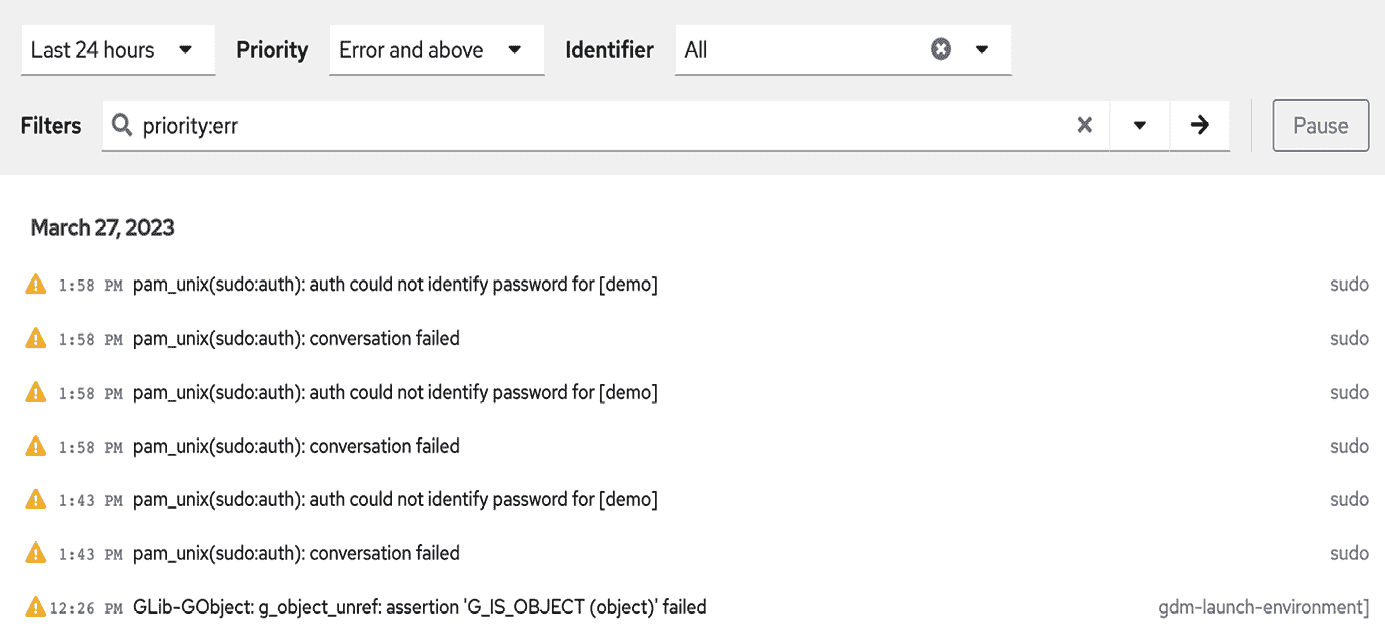 Last 24 hours Priority Error and above Identifier All
Filters priority:err Pause
March 27, 2023
1:58 PM pam_unix(sudo:auth): auth could not identify password for [demo] sudo
1:58 PM pam_unix(sudo:auth): conversation failed sudo
1:58 PM pam_unix(sudo:auth): auth could not identify password for [demo] sudo
1:58 PM pam_unix(sudo:auth): conversation failed sudo
1:43 PM pam_unix(sudo:auth): auth could not identify password for [demo] sudo
1:43 PM pam_unix(sudo:auth): conversation failed sudo
12:26 PM GLib-GObject: g_object_unref: assertion 'G_IS_OBJECT (object)' failed gdm-launch-environment]